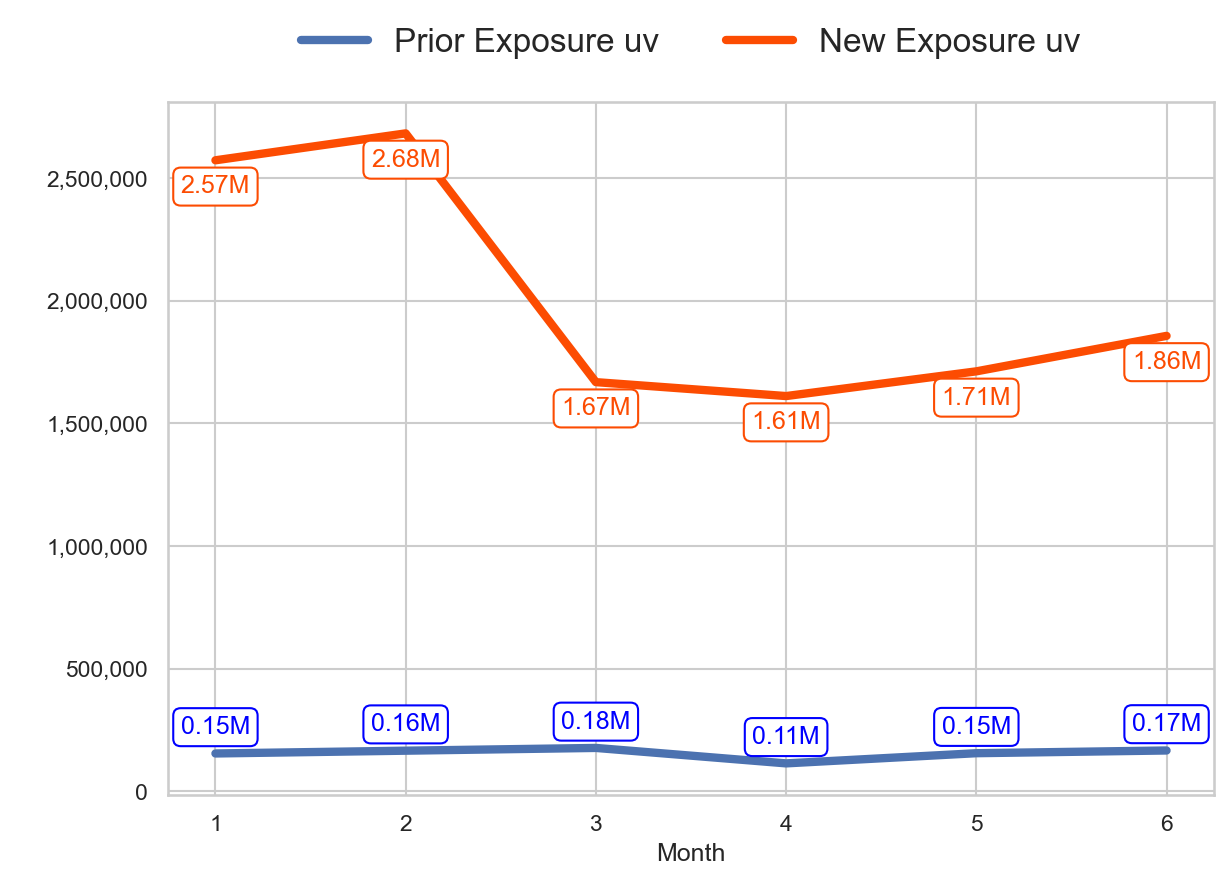 Prior Exposure uv New Exposure uv
2,500,000
2,000,000
1,500,000
1,000,000
500,000
0
2.57M
2.68M
1.67M
1.61M
1.71M
1.86M
0.15M
0.16M
0.18M
0.11M
0.15M
0.17M
1 2 3 4 5 6
Month